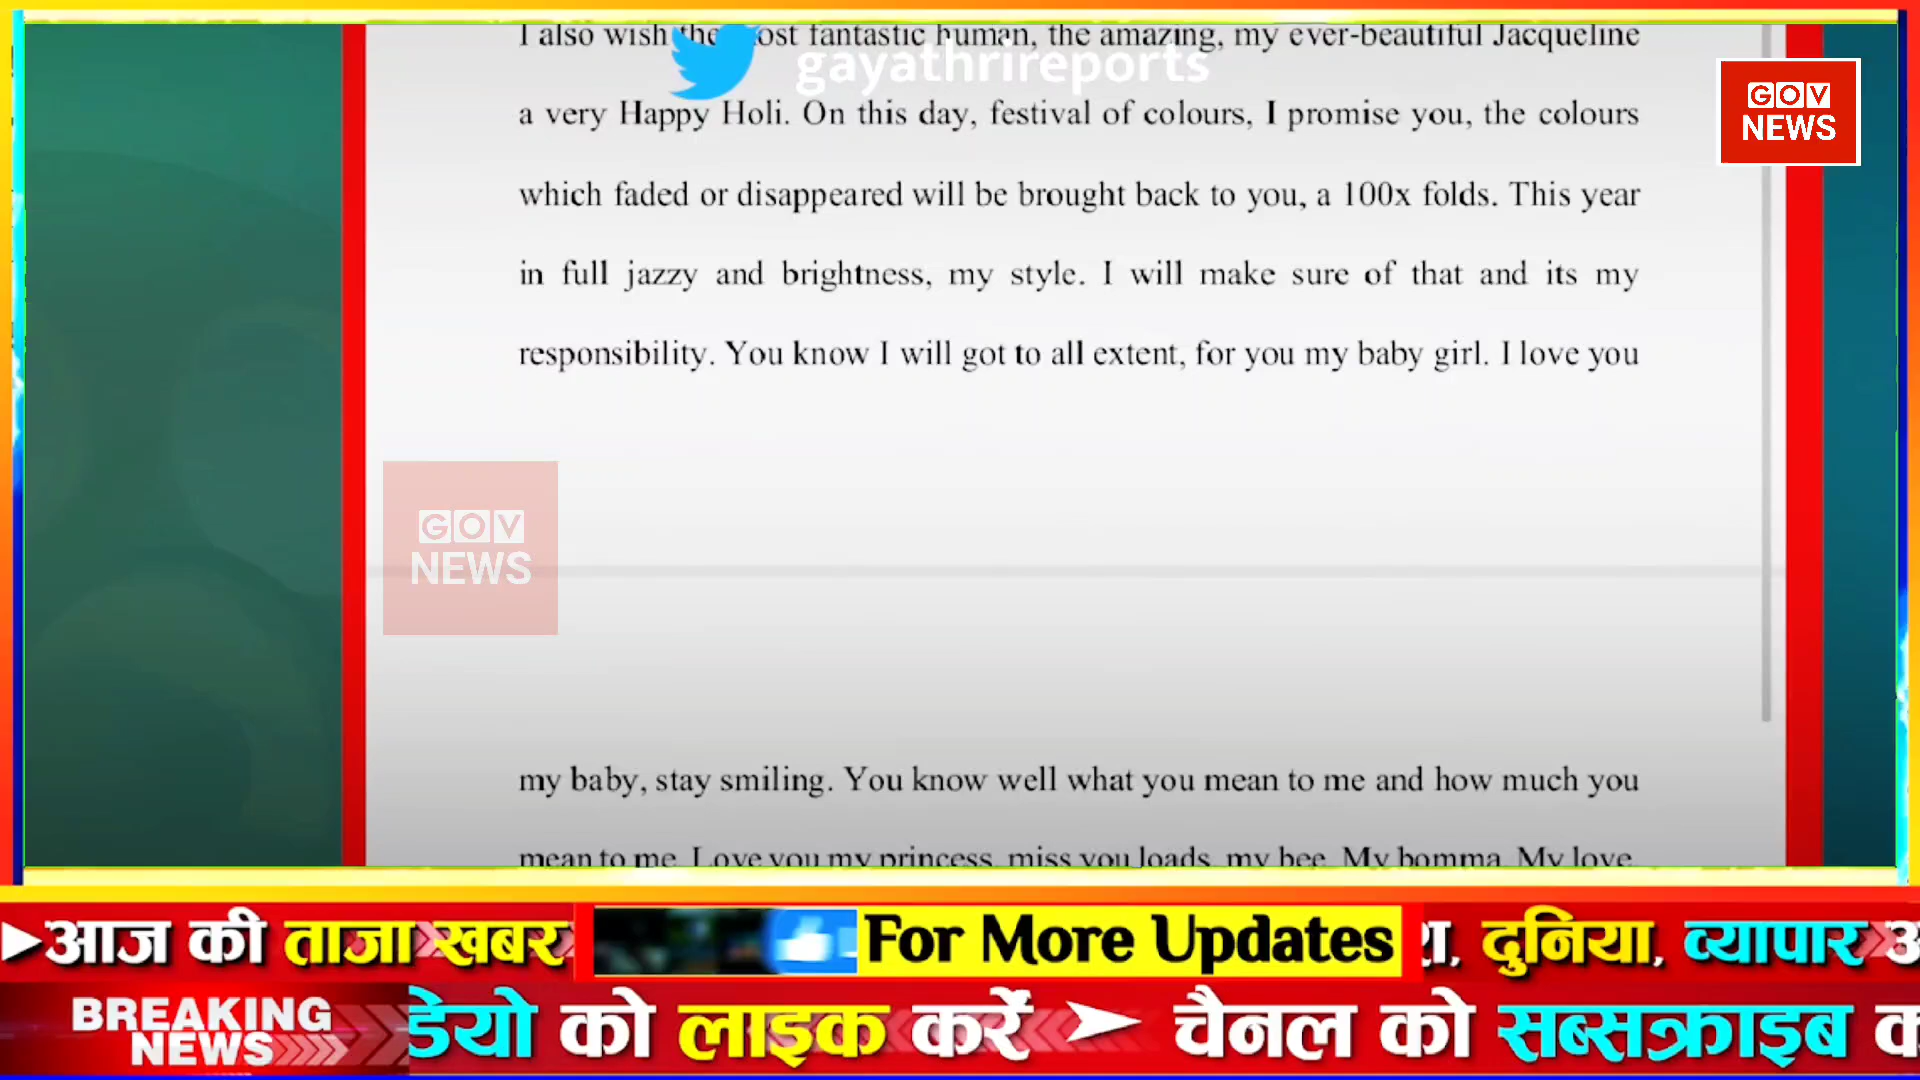 I also wish the most fantastic human, the amazing, my ever-beautiful Jacqueline
gayathrireports
GOV
NEWS
a very Happy Holi. On this day, festival of colours, I promise you, the colours
which faded or disappeared will be brought back to you, a 100x folds. This year
in full jazzy and brightness, my style. I will make sure of that and its my
responsibility. You know I will got to all extent, for you my baby girl. I love you
GOV
NEWS
my baby, stay smiling. You know well what you mean to me and how much you
mean to me. Love you my princess, miss you loads, my bee. My bomma. My love.
आज की ताजा खबर For More Updates दुनिया, व्यापार
BREAKING
NEWS
को लाइक करें चैनल को सब्सक्राइब